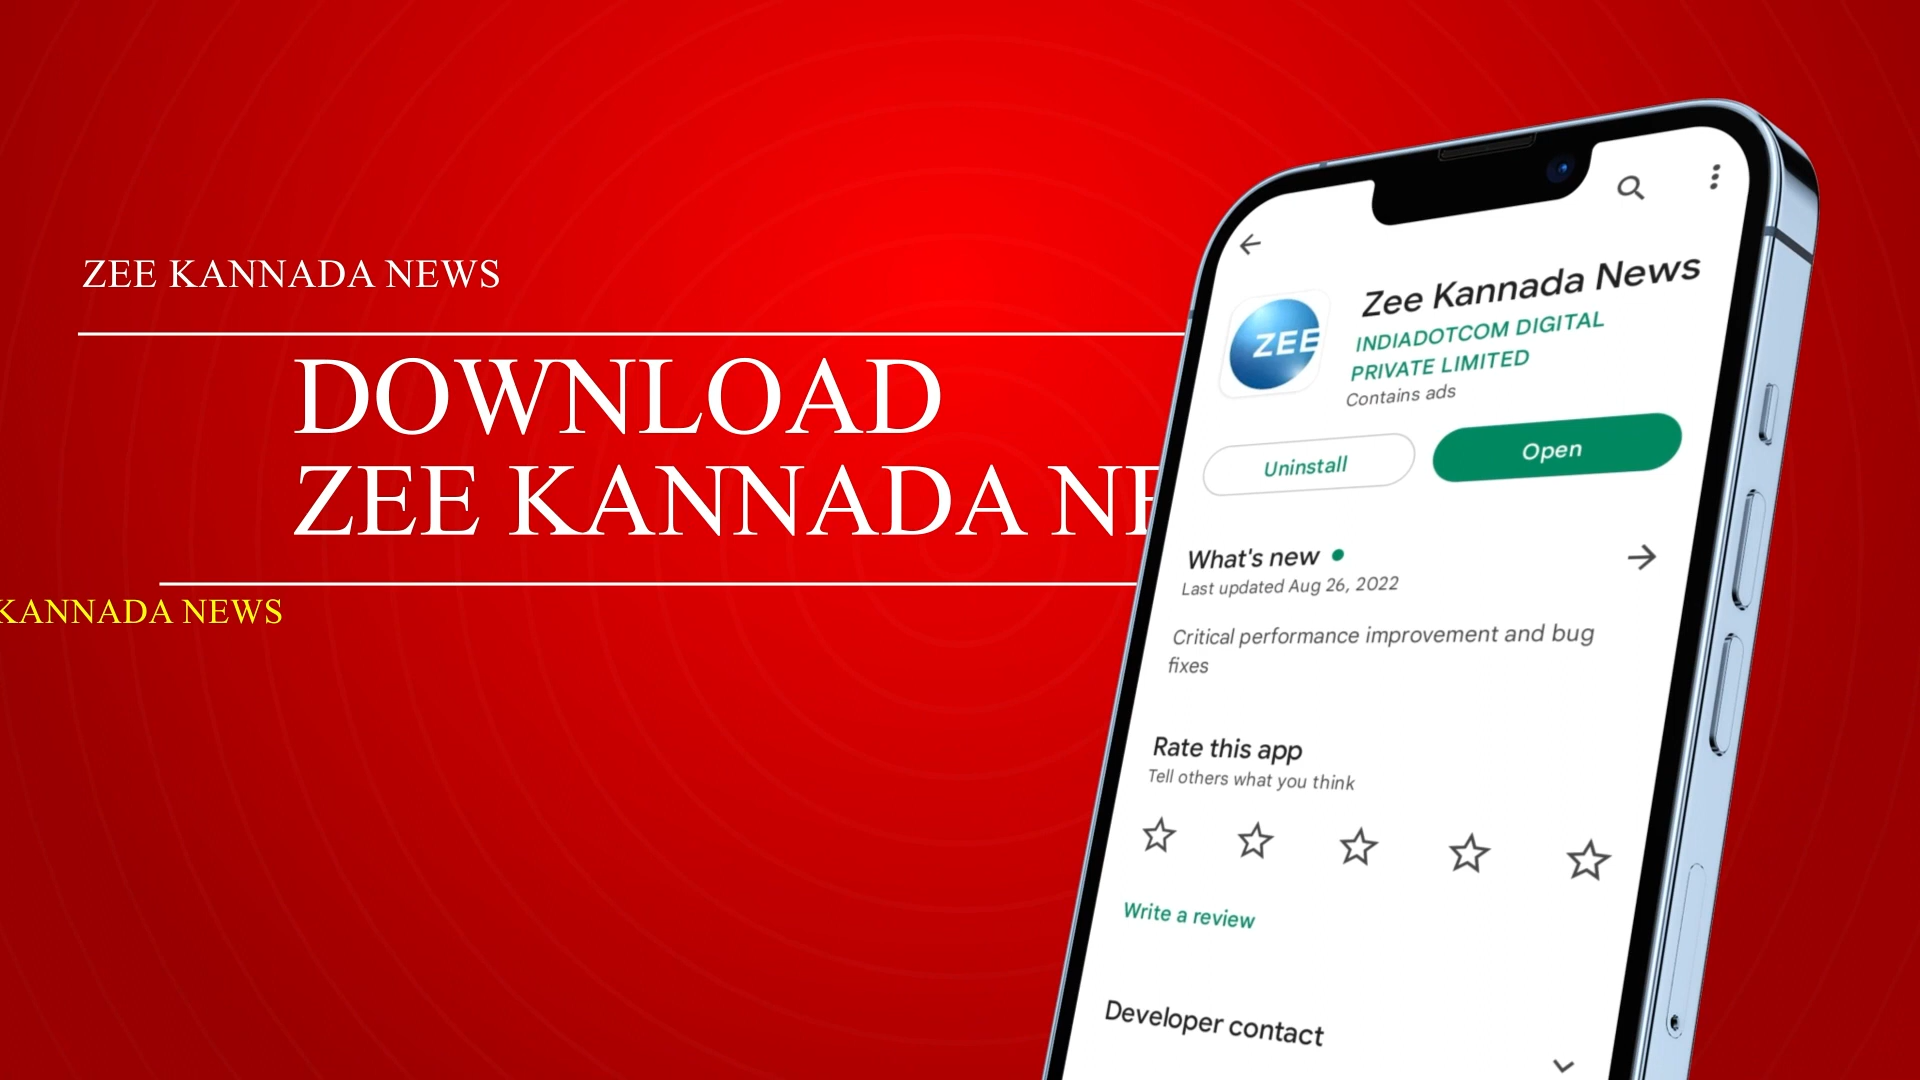 ZEE KANNADA NEWS
DOWNLOAD
ZEE KANNADA NE
KANNADA NEWS
Zee Kannada News
ZEE
INDIADOTCOM DIGITAL
PRIVATE LIMITED
Contains ads
Uninstall
Open
What's new
Last updated Aug 26, 2022
Critical performance improvement and bug
fixes
Rate this app
Tell others what you think
Write a review
Developer contact